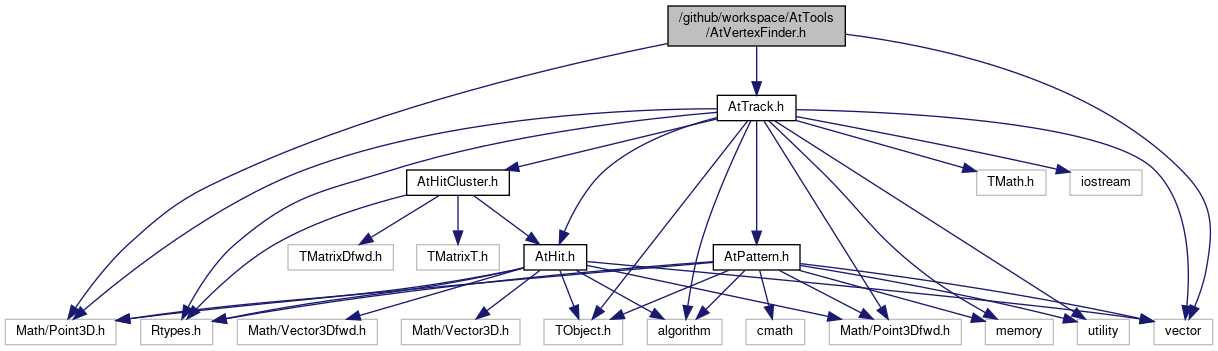 /github/workspace/AtTools
/AtVertexFinder.h
AtTrack.h
AtHitCluster.h
TMath.h
iostream
TMatrixDfwd.h
TMatrixT.h
AtHit.h
AtPattern.h
Math/Point3D.h
Rtypes.h
Math/Vector3Dfwd.h
Math/Vector3D.h
TObject.h
algorithm
cmath
Math/Point3Dfwd.h
memory
utility
vector